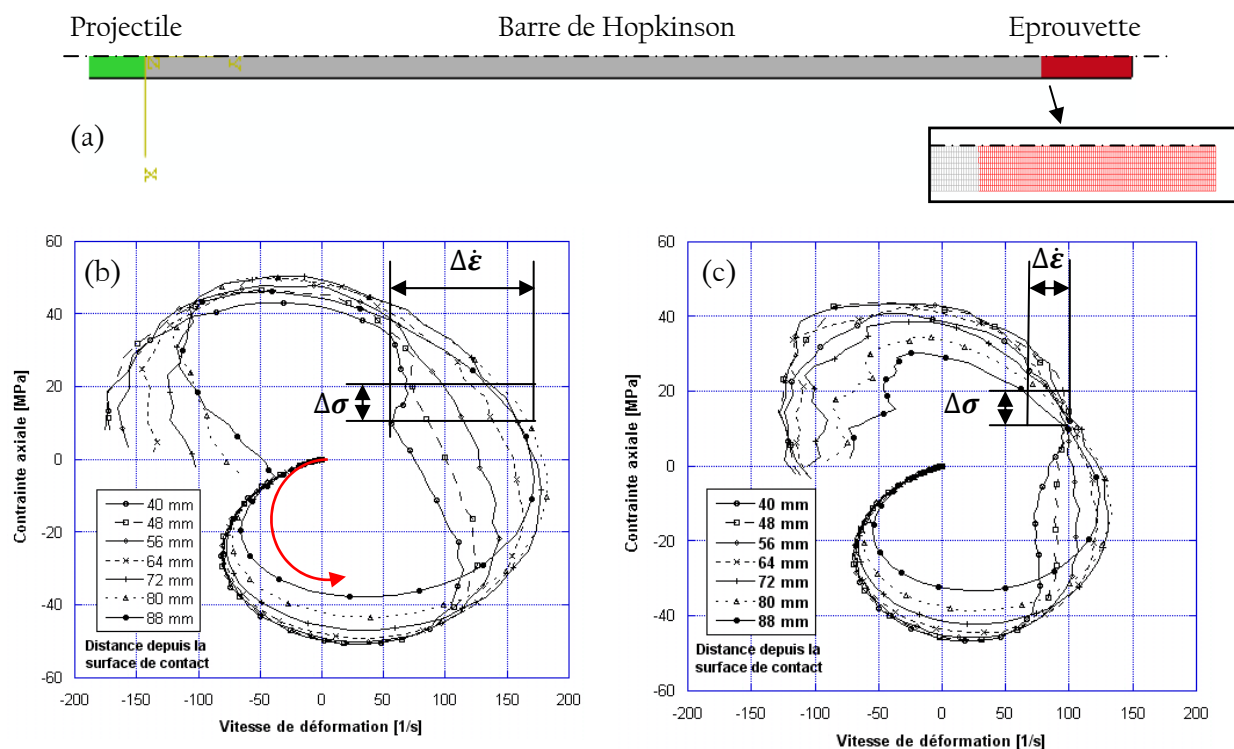 Projectile
Barre de Hopkinson
Eprouvette
Z
Y
X
(a)
(b)
Δε̇
Δσ
60
40
20
0
-20
-40
-60
Contrainte axiale [MPa]
40 mm
48 mm
56 mm
64 mm
72 mm
80 mm
88 mm
Distance depuis la
surface de contact
-200 -150 -100 -50 0 50 100 150 200
Vitesse de déformation [1/s]
(c)
Δε̇
Δσ
60
40
20
0
-20
-40
-60
Contrainte axiale [MPa]
40 mm
48 mm
56 mm
64 mm
72 mm
80 mm
88 mm
Distance depuis la
surface de contact
-200 -150 -100 -50 0 50 100 150 200
Vitesse de déformation [1/s]